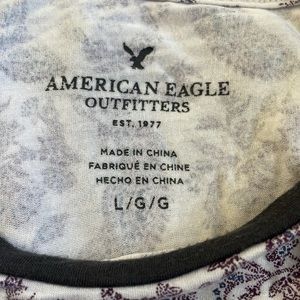 AMERICAN EAGLE
OUTFITTERS
EST. 1977
MADE IN CHINA
FABRIQUÉ EN CHINE
HECHO EN CHINA
L/G/G